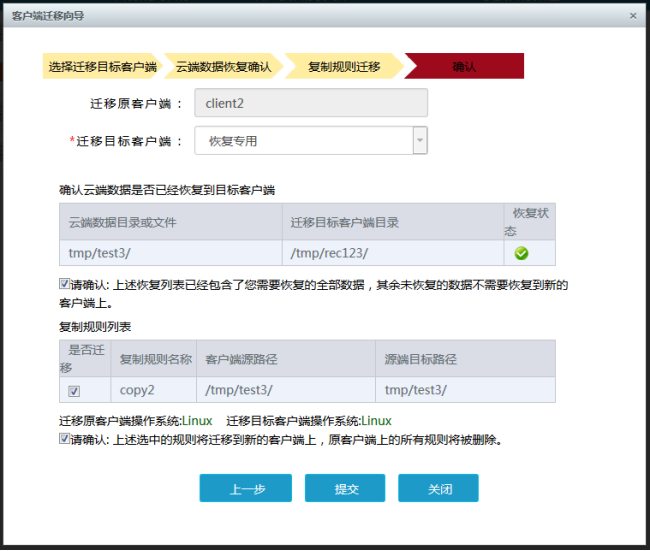 客户端迁移向导
选择迁移目标客户端 云端数据恢复确认 复制规则迁移 确认
迁移原客户端： client2
*迁移目标客户端： 恢复专用
确认云端数据是否已经恢复到目标客户端
云端数据目录或文件 迁移目标客户端目录 恢复状态
tmp/test3/ /tmp/rec123/
请确认: 上述恢复列表已经包含了您需要恢复的全部数据，其余未恢复的数据不需要恢复到新的
客户端上。
复制规则列表
是否迁移 复制规则名称 客户端源路径 源端目标路径
copy2 /tmp/test3/ tmp/test3/
迁移原客户端操作系统:Linux 迁移目标客户端操作系统:Linux
请确认: 上述选中的规则将迁移到新的客户端上，原客户端上的所有规则将被删除。
上一步 提交 关闭